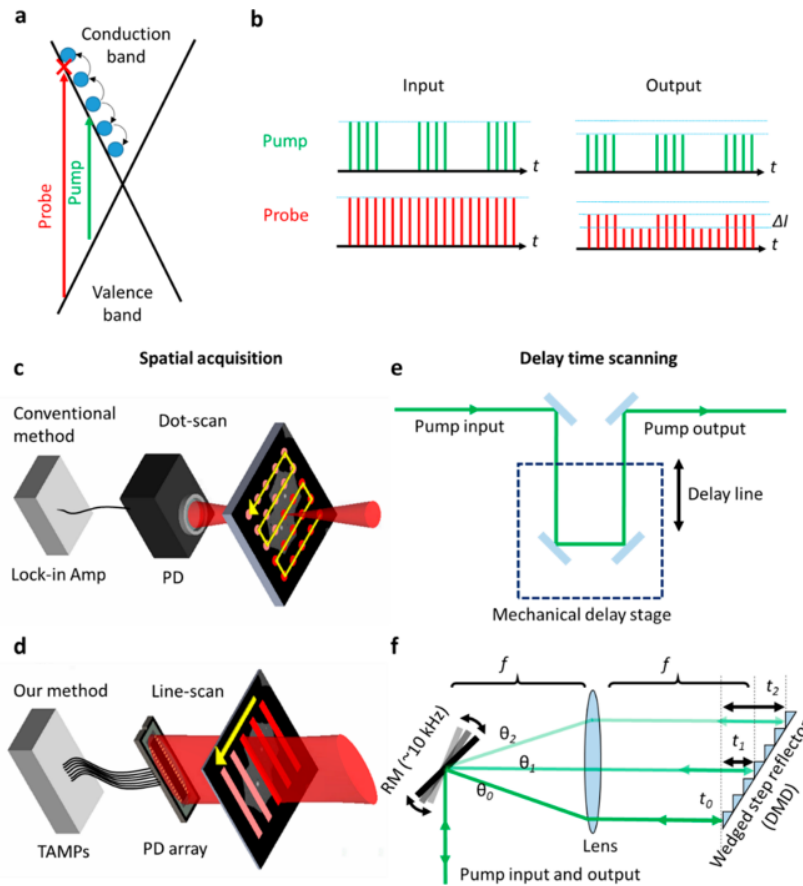 a
Conduction
band
Probe
Pump
Valence
band
b
Input
Output
Pump
t
t
Probe
t
ΔI
t
Spatial acquisition
Delay time scanning
c
Conventional
method
Dot-scan
Lock-in Amp
PD
e
Pump input
Pump output
Delay line
Mechanical delay stage
d
Our method
Line-scan
TAMPs
PD array
f
f
f
t2
t1
t0
RM (~10 kHz)
θ2
θ1
θ0
Lens
Wedged step reflector
(DMD)
Pump input and output